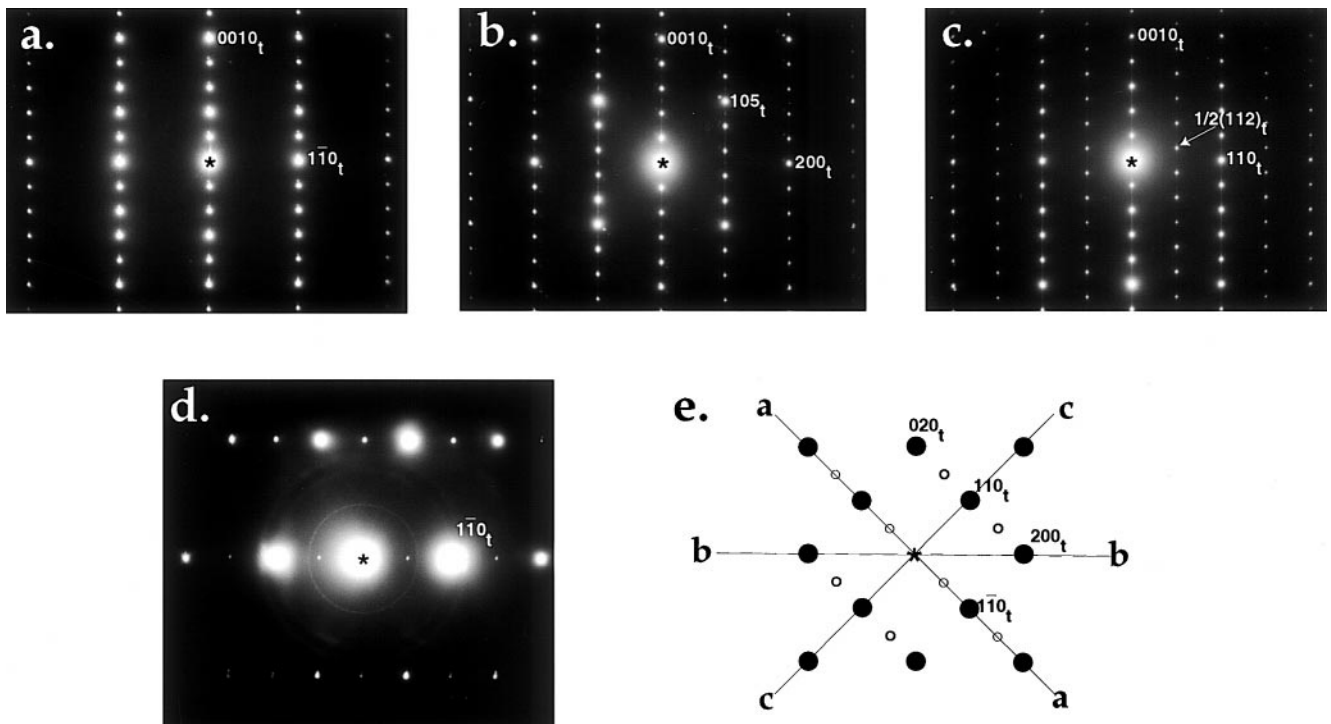 a.
0010t
11̄0t
b.
0010t
105t
200t
c.
0010t
1/2(112)t
110t
d.
11̄0t
e.
a
c
020t
110t
b
200t
b
11̄0t
c
a